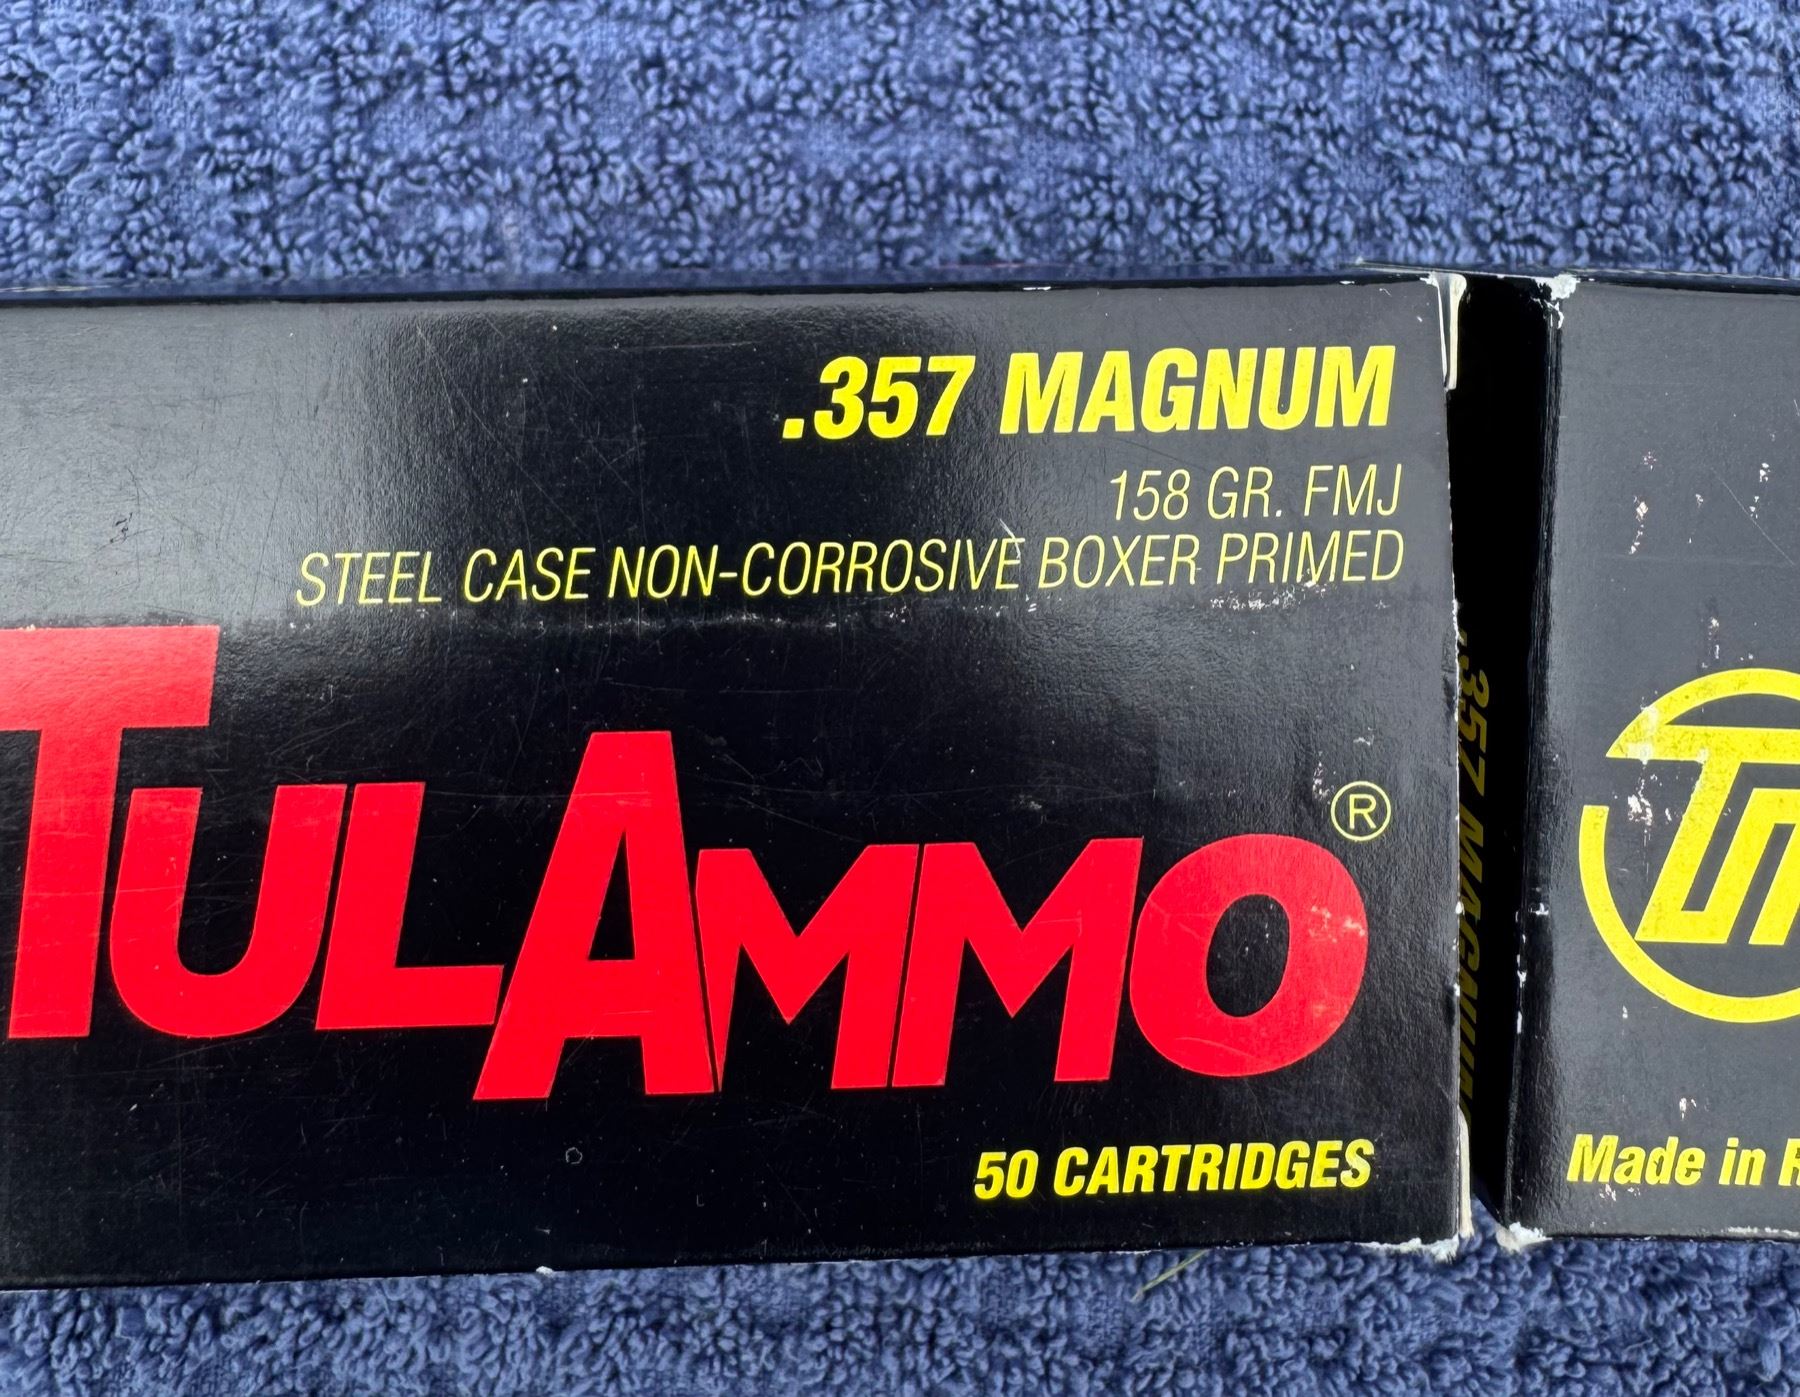 .357 MAGNUM
158 GR. FMJ
STEEL CASE NON-CORROSIVE BOXER PRIMED
TULAMMO®
50 CARTRIDGES
.357 MAGNUM
Made in